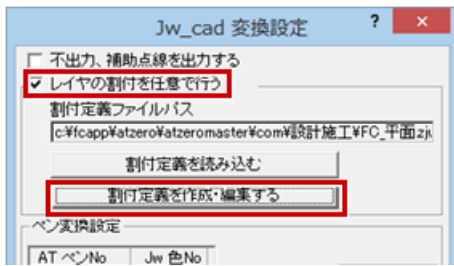 Jw_cad 変換設定 ? ×
不出力、補助点線を出力する
レイヤの割付を任意で行う
割付定義ファイルパス
c:¥fcapp¥atzero¥atzeromaster¥com¥設計施工¥FC_平面zju
割付定義を読み込む
割付定義を作成・編集する
ペン変換設定
AT ペンNo Jw 色No